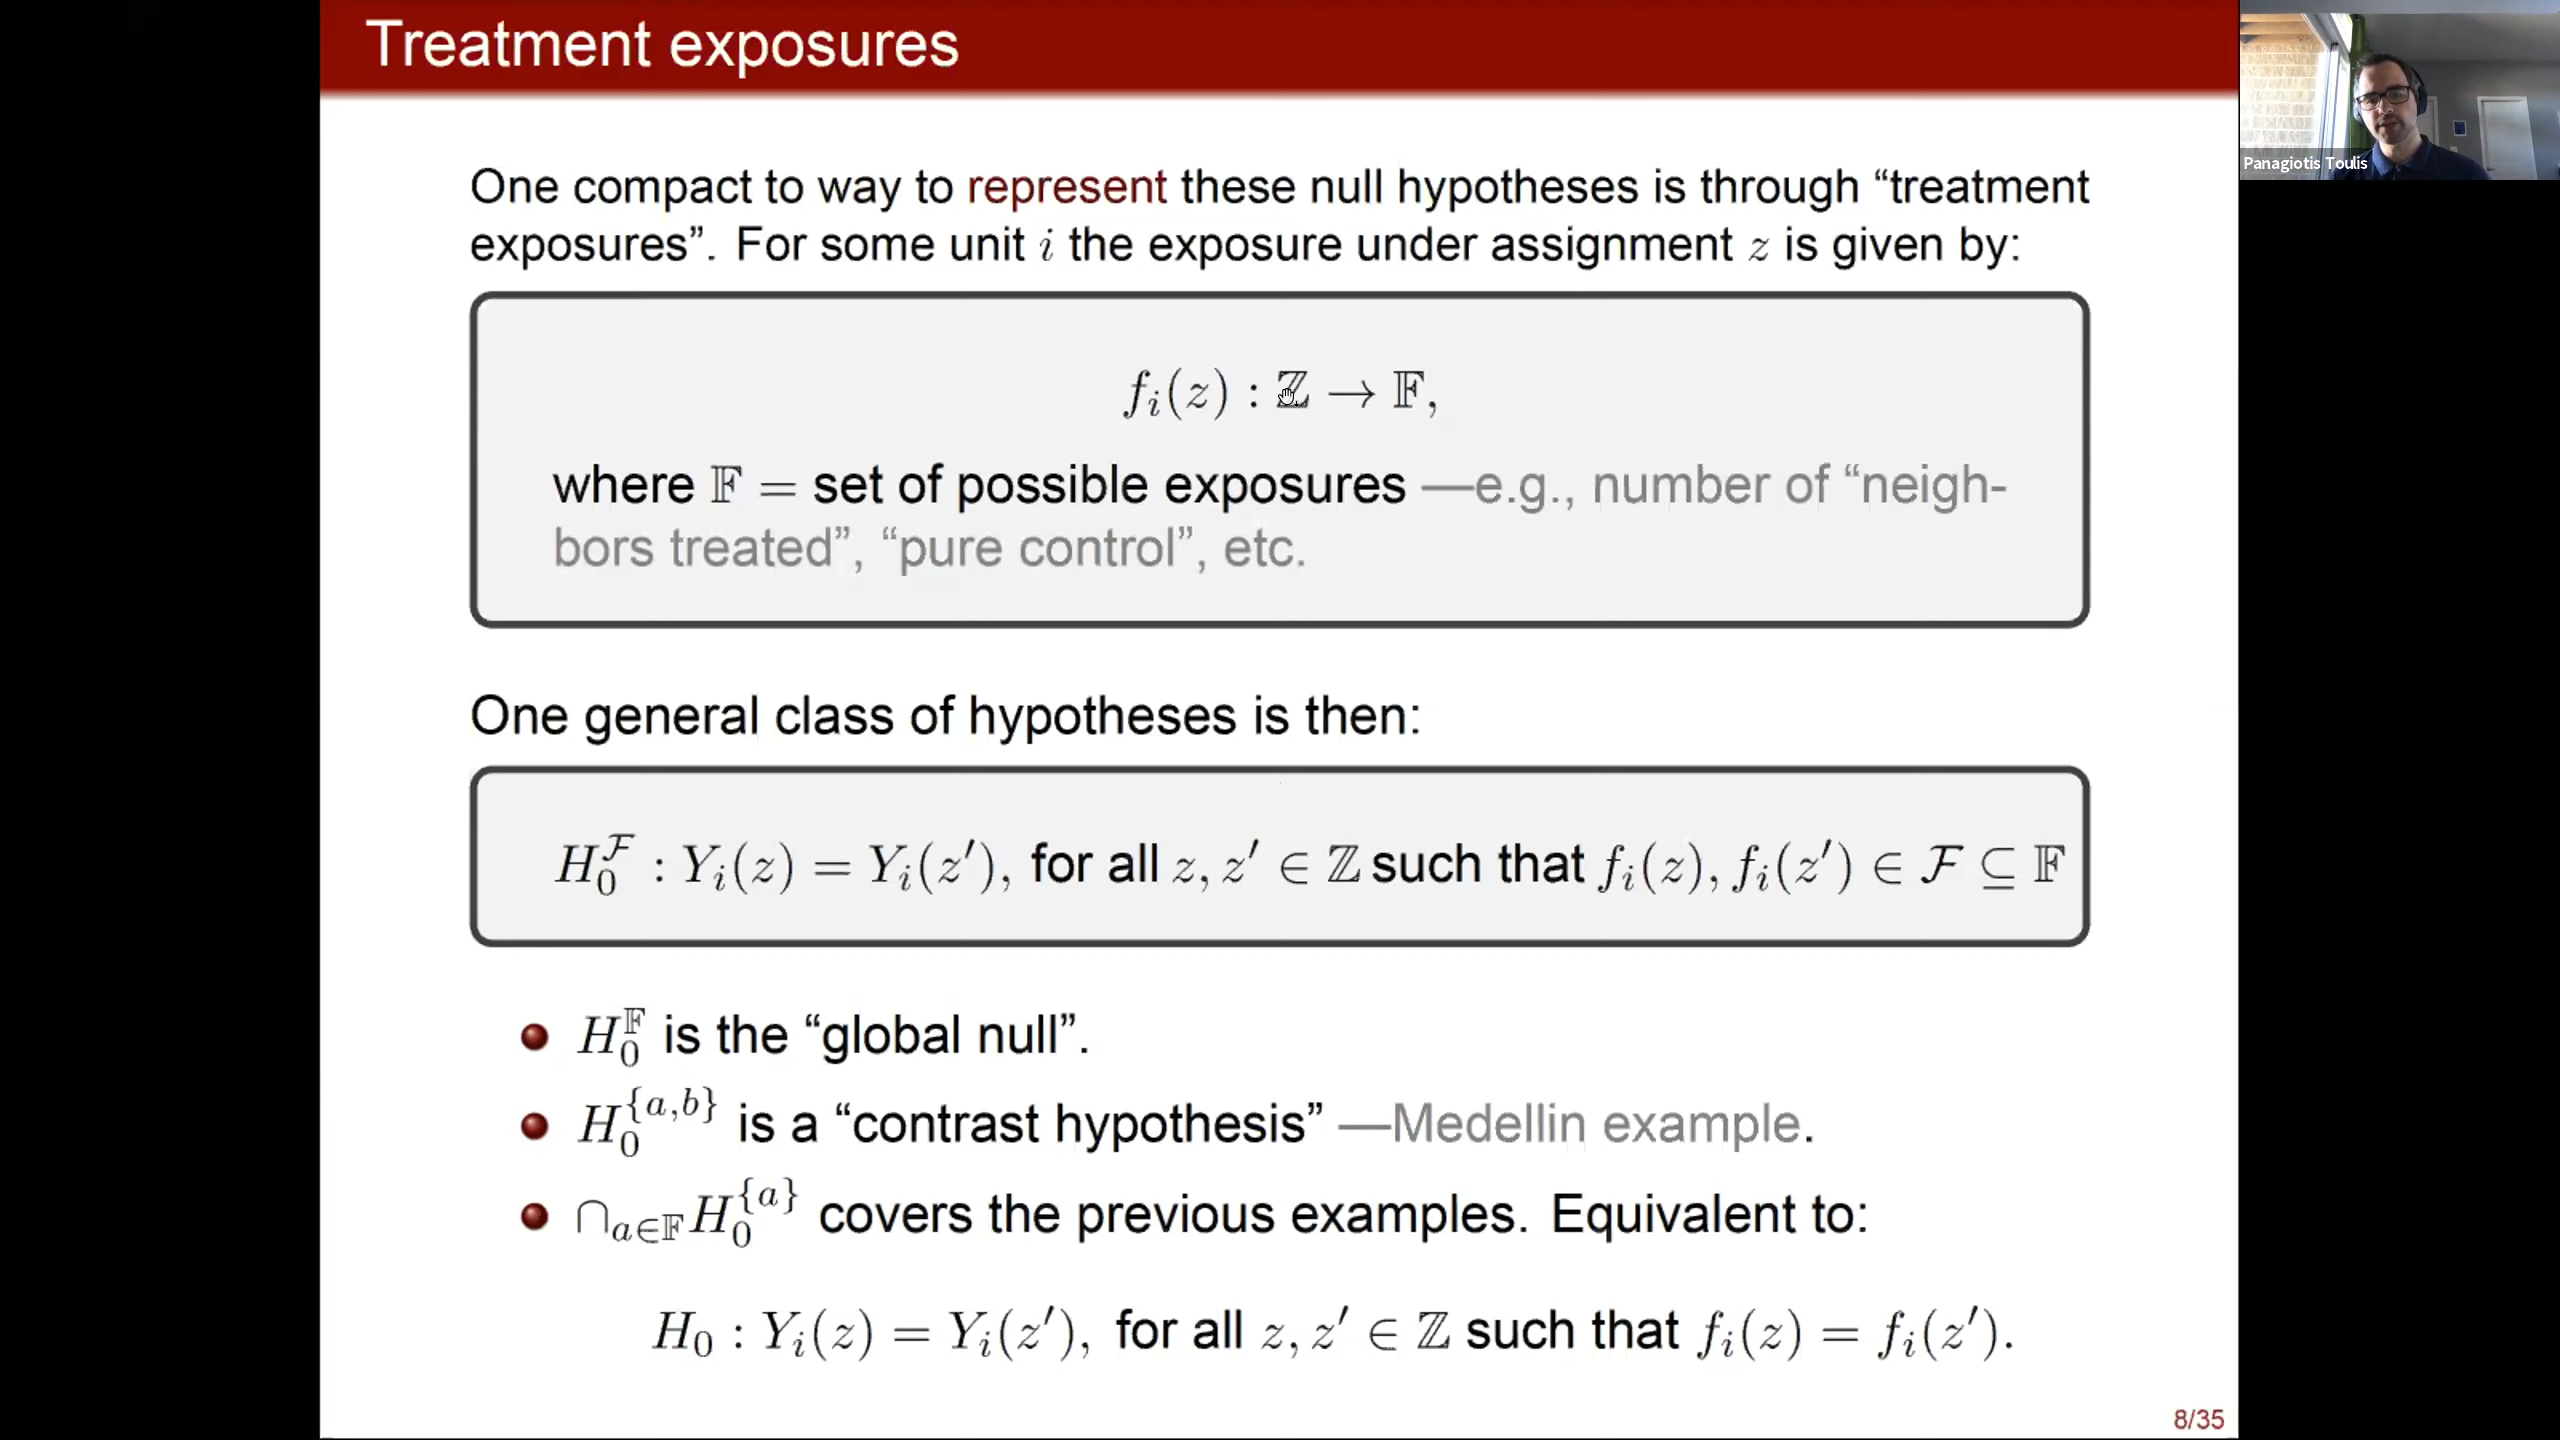 Treatment exposures
Panagiotis Toulis
One compact to way to represent these null hypotheses is through “treatment
exposures”. For some unit i the exposure under assignment z is given by:
f_i(z) : ℤ → 𝔽,
where 𝔽 = set of possible exposures —e.g., number of “neigh-
bors treated”, “pure control”, etc.
One general class of hypotheses is then:
H_0^ℱ : Y_i(z) = Y_i(z′), for all z, z′ ∈ ℤ such that f_i(z), f_i(z′) ∈ ℱ ⊆ 𝔽
H_0^𝔽 is the “global null”.
H_0^{a,b} is a “contrast hypothesis” —Medellin example.
∩_{a∈𝔽} H_0^{a} covers the previous examples. Equivalent to:
H_0 : Y_i(z) = Y_i(z′), for all z, z′ ∈ ℤ such that f_i(z) = f_i(z′).
8/35